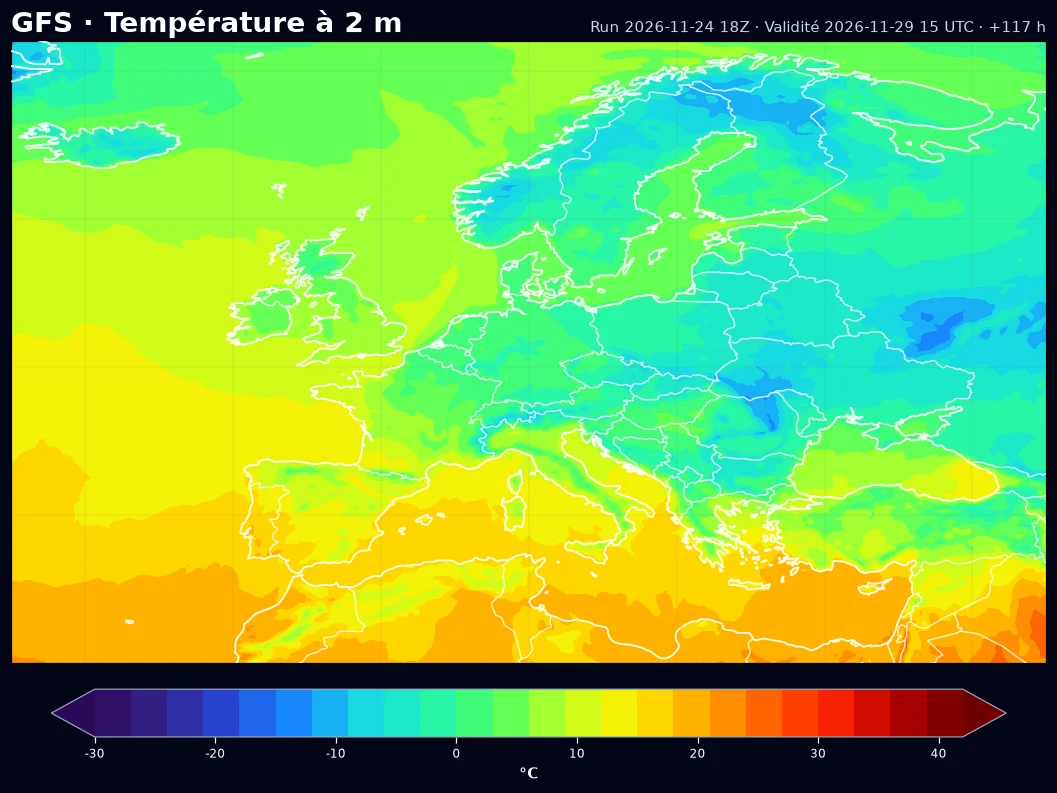 GFS · Température à 2 m
Run 2026-11-24 18Z · Validité 2026-11-29 15 UTC · +117 h
-30 -20 -10 0 10 20 30 40
°C